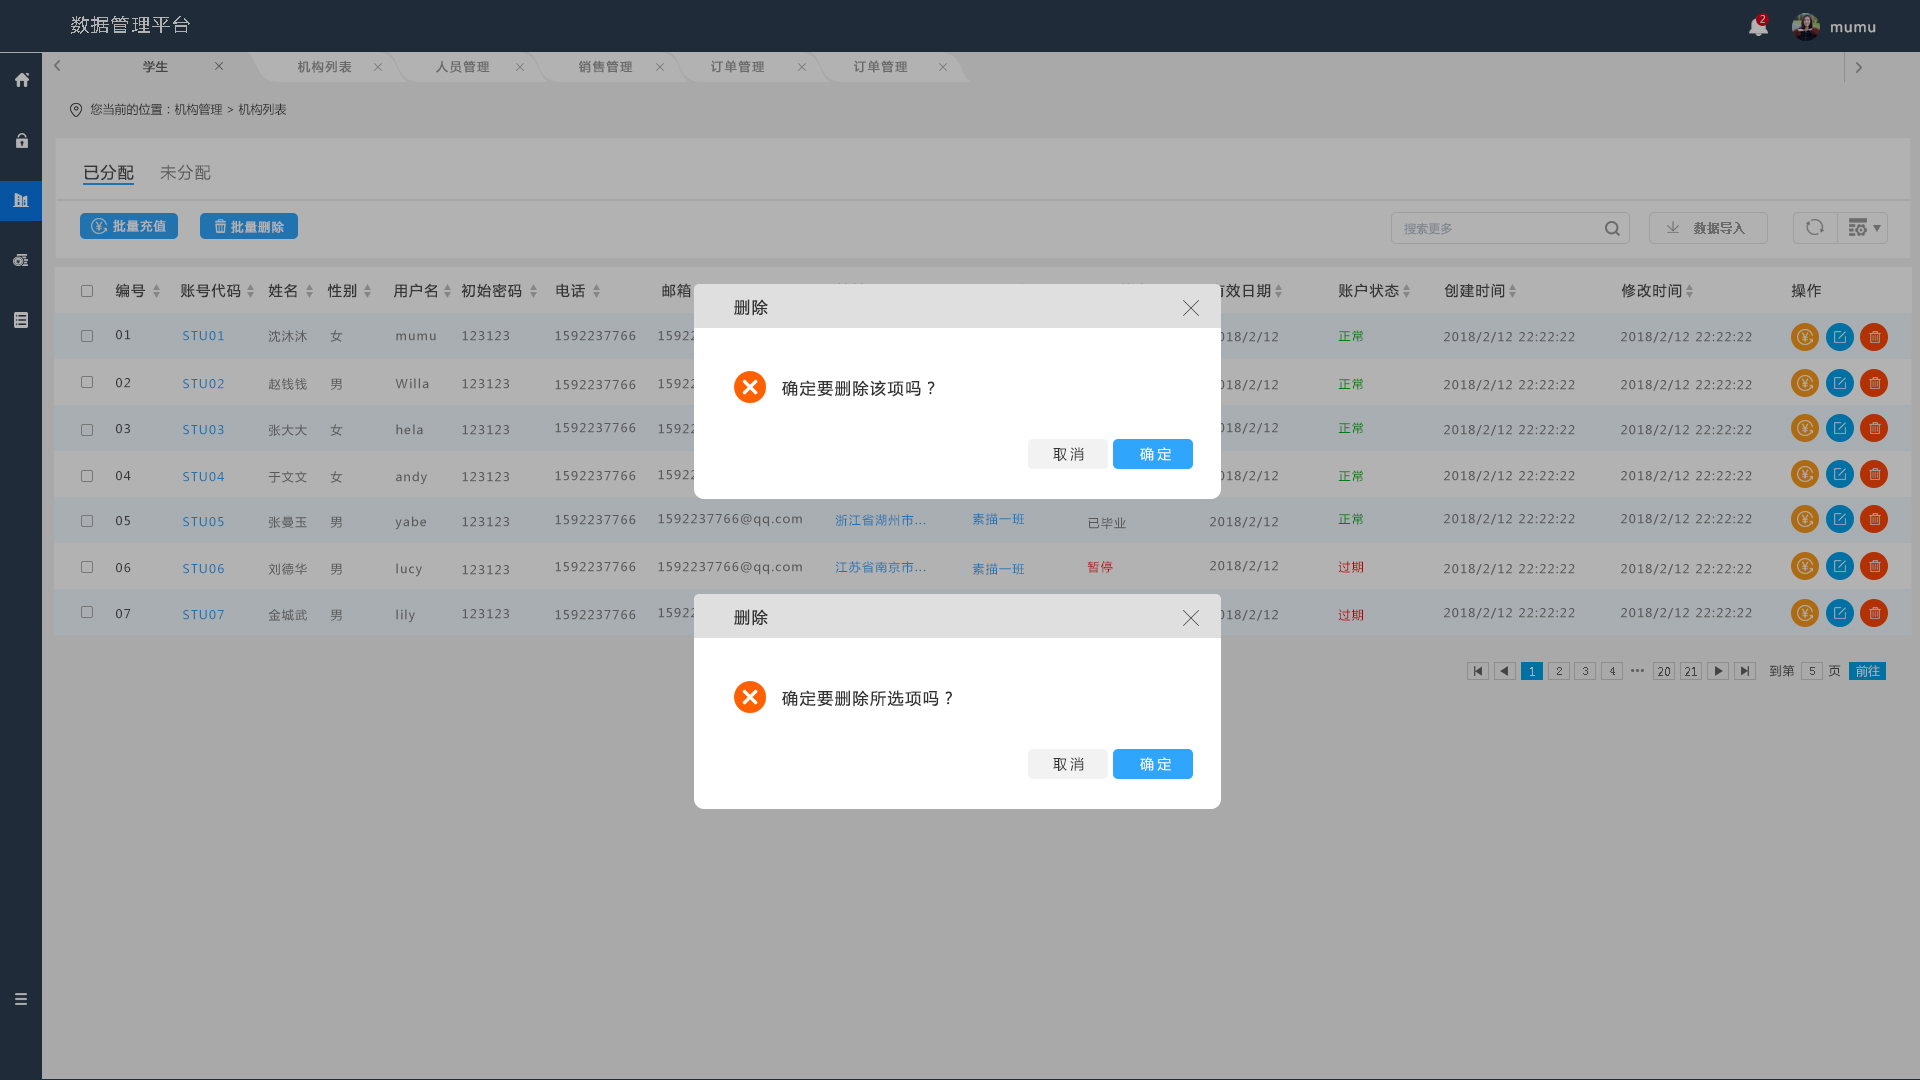 数据管理平台
2
mumu
学生 机构列表 人员管理 销售管理 订单管理 订单管理
您当前的位置：机构管理 > 机构列表
已分配 未分配
批量充值 批量删除 搜索更多 数据导入
编号 账号代码 姓名 性别 用户名 初始密码 电话 邮箱 有效日期 账户状态 创建时间 修改时间 操作
01 STU01 沈沐沐 女 mumu 123123 1592237766 1592 018/2/12 正常 2018/2/12 22:22:22 2018/2/12 22:22:22
02 STU02 赵钱钱 男 Willa 123123 1592237766 1592 018/2/12 正常 2018/2/12 22:22:22 2018/2/12 22:22:22
03 STU03 张大大 女 hela 123123 1592237766 1592 018/2/12 正常 2018/2/12 22:22:22 2018/2/12 22:22:22
04 STU04 于文文 女 andy 123123 1592237766 1592 018/2/12 正常 2018/2/12 22:22:22 2018/2/12 22:22:22
05 STU05 张曼玉 男 yabe 123123 1592237766 1592237766@qq.com 浙江省湖州市... 素描一班 已毕业 2018/2/12 正常 2018/2/12 22:22:22 2018/2/12 22:22:22
06 STU06 刘德华 男 lucy 123123 1592237766 1592237766@qq.com 江苏省南京市... 素描一班 暂停 2018/2/12 过期 2018/2/12 22:22:22 2018/2/12 22:22:22
07 STU07 金城武 男 lily 123123 1592237766 1592 018/2/12 过期 2018/2/12 22:22:22 2018/2/12 22:22:22
删除
确定要删除该项吗？
取消 确定
删除
确定要删除所选项吗？
取消 确定
1 2 3 4 ··· 20 21 到第 5 页 前往